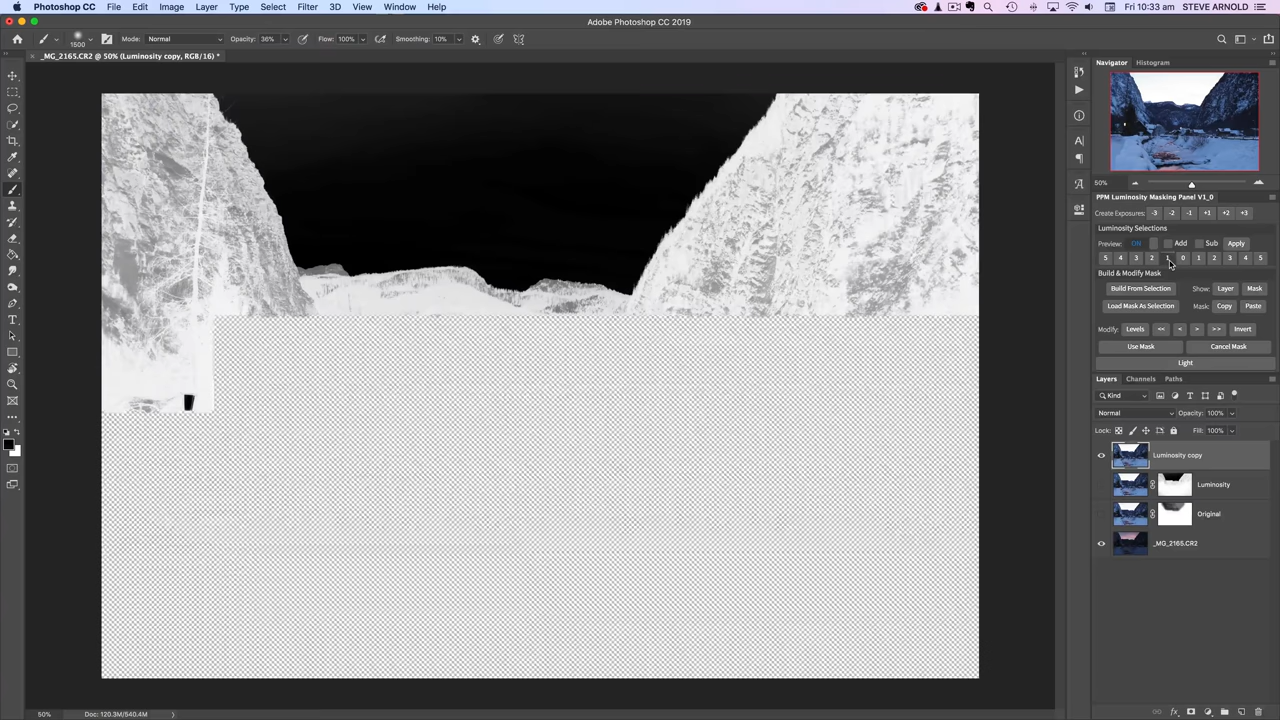 Photoshop CC File Edit Image Layer Type Select Filter 3D View Window Help Fri 10:33 am STEVE ARNOLD
Adobe Photoshop CC 2019
1500 Mode: Normal Opacity: 36% Flow: 100% Smoothing: 10%
_MG_2165.CR2 @ 50% (Luminosity copy, RGB/16) *
Navigator Histogram
50%
PPM Luminosity Masking Panel V1_0
Create Exposures: -3 -2 -1 +1 +2 +3
Luminosity Selections
Preview: ON Add Sub Apply
5 4 3 2 1 0 1 2 3 4 5
Build & Modify Mask
Build From Selection Show: Layer Mask
Load Mask As Selection Mask: Copy Paste
Modify: Levels << < > >> Invert
Use Mask Cancel Mask
Light
Layers Channels Paths
Kind
Normal Opacity: 100%
Lock: Fill: 100%
Luminosity copy
Luminosity
Original
_MG_2165.CR2
50% Doc: 120.3M/540.4M